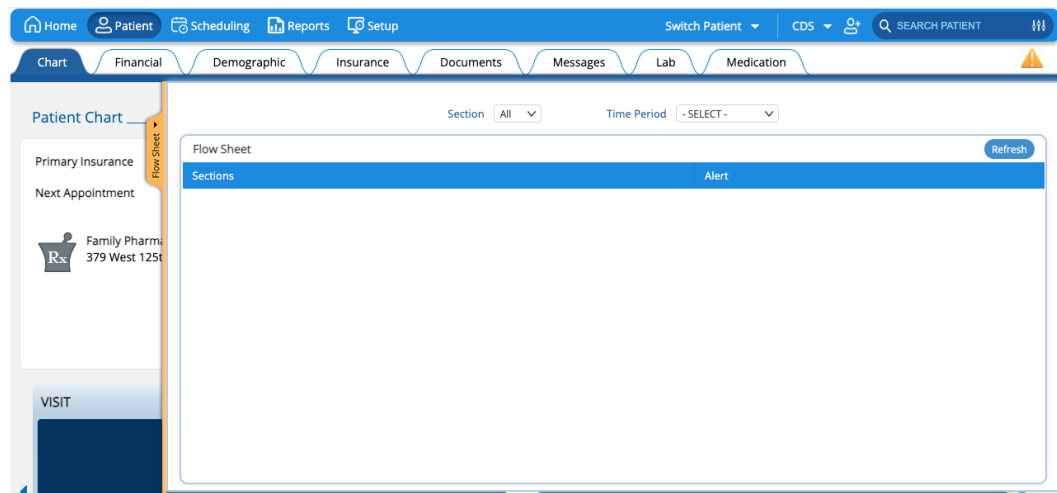 Home Patient Scheduling Reports Setup Switch Patient CDS SEARCH PATIENT
Chart Financial Demographic Insurance Documents Messages Lab Medication
Patient Chart
Primary Insurance
Next Appointment
Rx
Family Pharma
379 West 125t
VISIT
Flow Sheet
Section All Time Period - SELECT -
Flow Sheet Refresh
Sections Alert